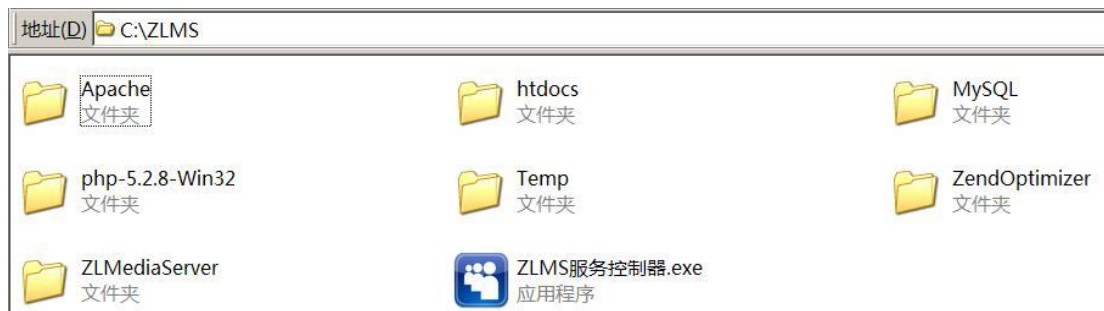 地址(D) C:\ZLMS
Apache
文件夹
htdocs
文件夹
MySQL
文件夹
php-5.2.8-Win32
文件夹
Temp
文件夹
ZendOptimizer
文件夹
ZLMediaServer
文件夹
ZLMS服务控制器.exe
应用程序